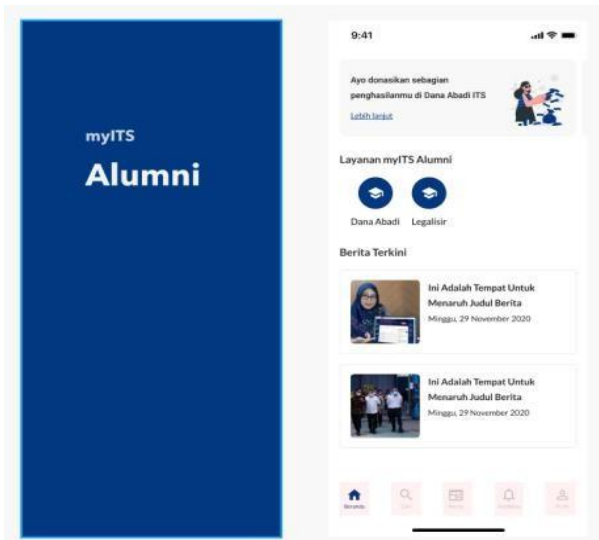 myITS
Alumni
9:41
Ayo donasikan sebagian
penghasilanmu di Dana Abadi ITS
Lebih lanjut
Layanan myITS Alumni
Dana Abadi
Legalisir
Berita Terkini
Ini Adalah Tempat Untuk
Menaruh Judul Berita
Minggu, 29 November 2020
Ini Adalah Tempat Untuk
Menaruh Judul Berita
Minggu, 29 November 2020
Beranda